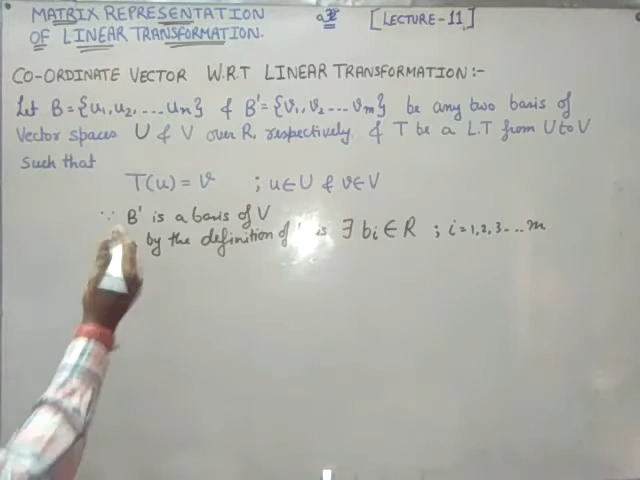 MATRIX REPRESENTATION
OF LINEAR TRANSFORMATION.
[LECTURE-11]
CO-ORDINATE VECTOR W.R.T LINEAR TRANSFORMATION:-
Let B={u₁,u₂,....uₙ} & B'={v₁,v₂...vₘ} be any two basis of
Vector spaces U & V over R, respectively & T be a L.T from U to V
Such that
T(u) = v ; u∈U & v∈V
∵ B' is a basis of V
by the definition of ∃ bᵢ∈R ; i=1,2,3....m